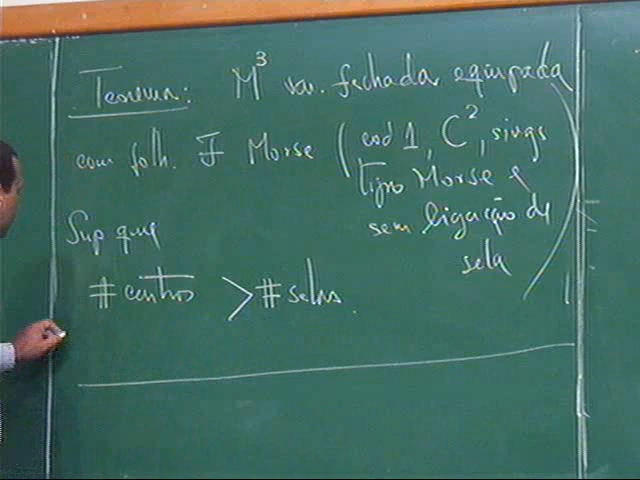 Teorema: M³ var. fechada equipada
com folh. F Morse (cod 1, C², sings
tipo Morse e
sem ligação de
sela)
Sup que
# centros > # selas.